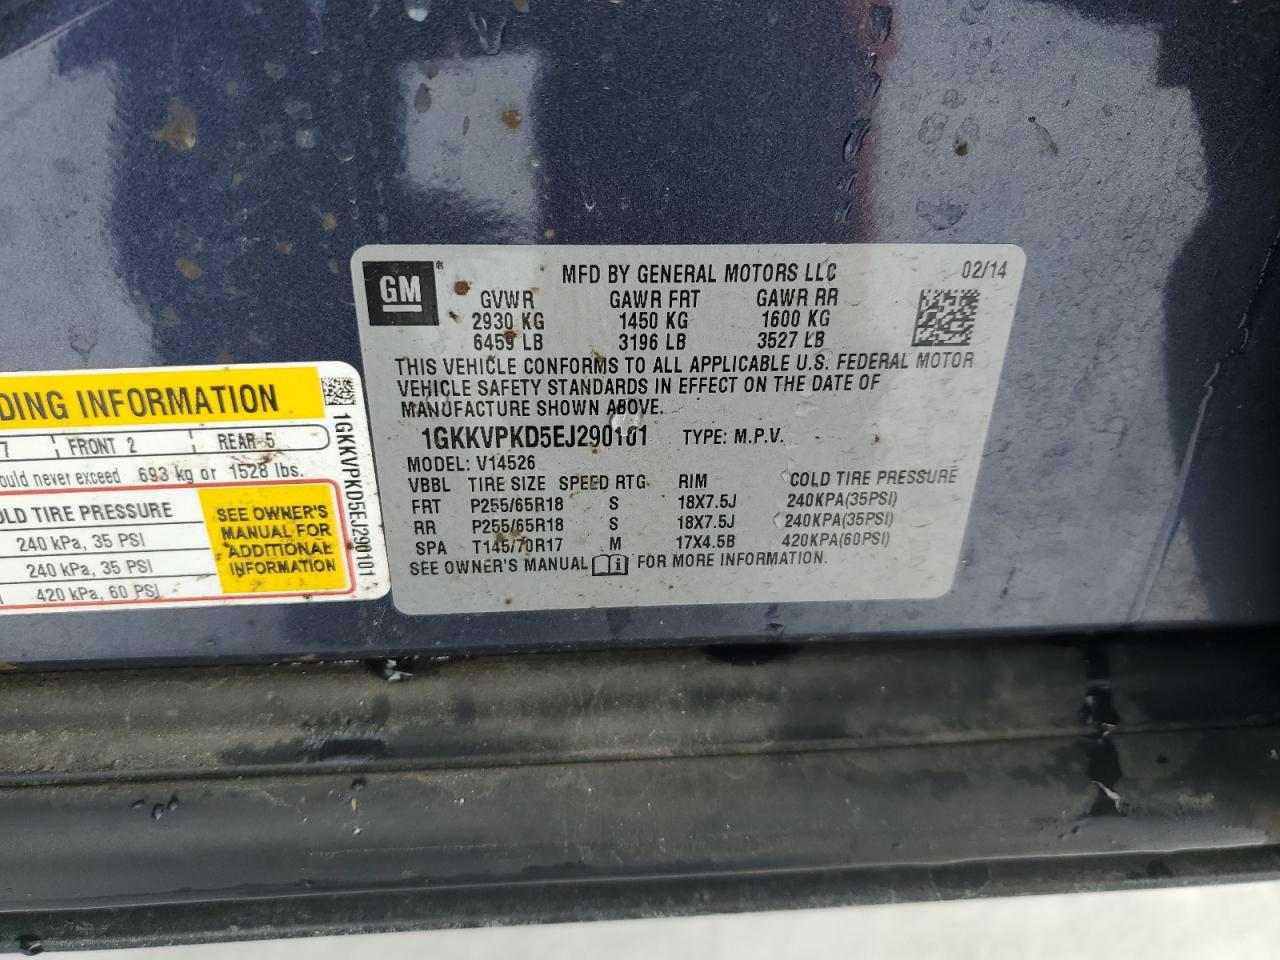 GM
MFD BY GENERAL MOTORS LLC 02/14
GVWR GAWR FRT GAWR RR
2930 KG 1450 KG 1600 KG
6459 LB 3196 LB 3527 LB
THIS VEHICLE CONFORMS TO ALL APPLICABLE U.S. FEDERAL MOTOR
VEHICLE SAFETY STANDARDS IN EFFECT ON THE DATE OF
MANUFACTURE SHOWN ABOVE.
1GKKVPKD5EJ290101 TYPE: M.P.V.
MODEL: V14526
VBBL TIRE SIZE SPEED RTG RIM COLD TIRE PRESSURE
FRT P255/65R18 S 18X7.5J 240KPA(35PSI)
RR P255/65R18 S 18X7.5J 240KPA(35PSI)
SPA T145/70R17 M 17X4.5B 420KPA(60PSI)
SEE OWNER'S MANUAL i FOR MORE INFORMATION.
DING INFORMATION
7 FRONT 2 REAR 5
ould never exceed 693 kg or 1528 lbs.
OLD TIRE PRESSURE
240 kPa, 35 PSI
240 kPa, 35 PSI
420 kPa, 60 PSI
SEE OWNER'S
MANUAL FOR
ADDITIONAL
INFORMATION
1GKKVPKD5EJ290101